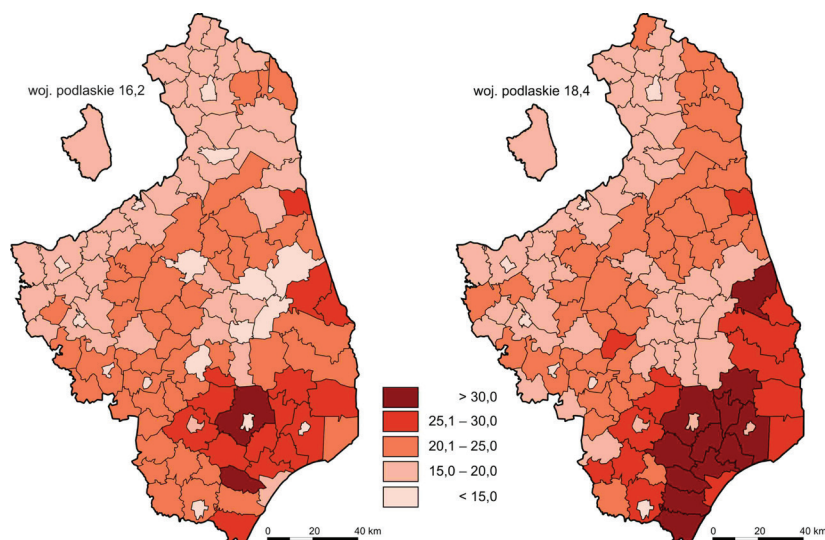 woj. podlaskie 16,2
woj. podlaskie 18,4
> 30,0
25,1 – 30,0
20,1 – 25,0
15,0 – 20,0
< 15,0
0 20 40 km
0 20 40 km